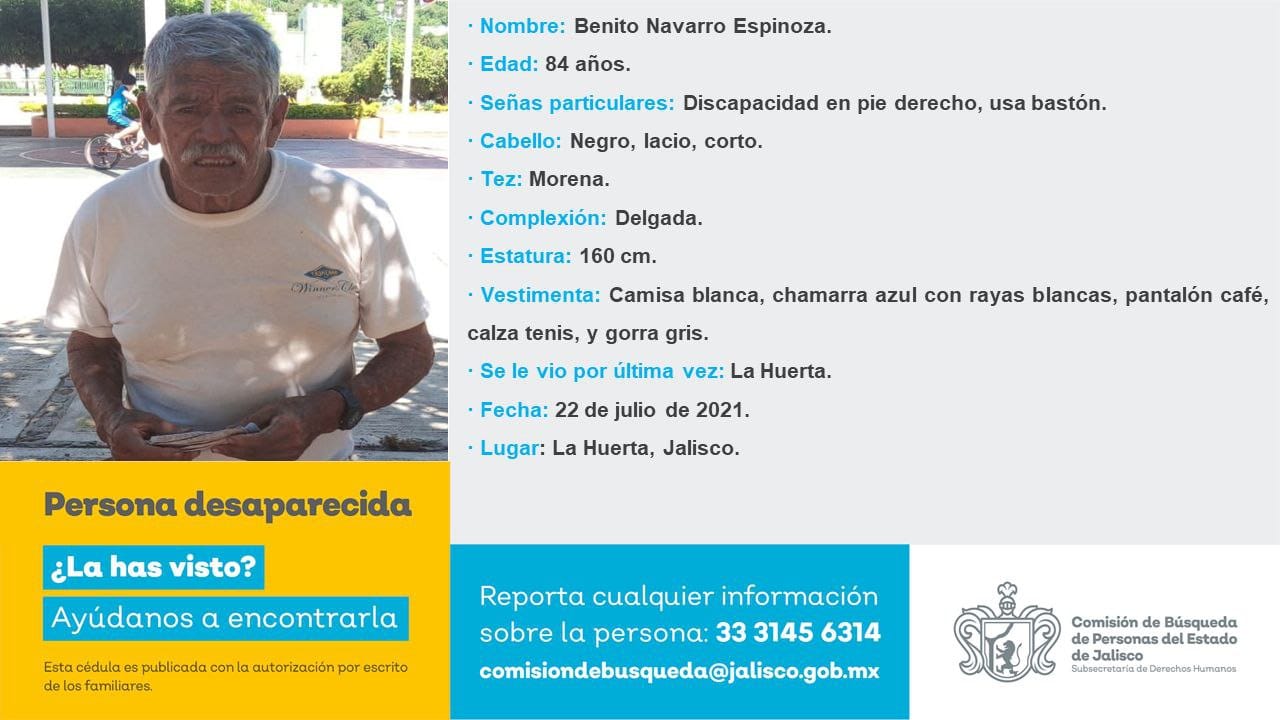 · Nombre: Benito Navarro Espinoza.
· Edad: 84 años.
· Señas particulares: Discapacidad en pie derecho, usa bastón.
· Cabello: Negro, lacio, corto.
· Tez: Morena.
· Complexión: Delgada.
· Estatura: 160 cm.
· Vestimenta: Camisa blanca, chamarra azul con rayas blancas, pantalón café,
calza tenis, y gorra gris.
· Se le vio por última vez: La Huerta.
· Fecha: 22 de julio de 2021.
· Lugar: La Huerta, Jalisco.
Winner's
Persona desaparecida
¿La has visto?
Ayúdanos a encontrarla
Esta cédula es publicada con la autorización por escrito
de los familiares.
Reporta cualquier información
sobre la persona: 33 3145 6314
comisiondebusqueda@jalisco.gob.mx
Comisión de Búsqueda
de Personas del Estado
de Jalisco
Subsecretaría de Derechos Humanos